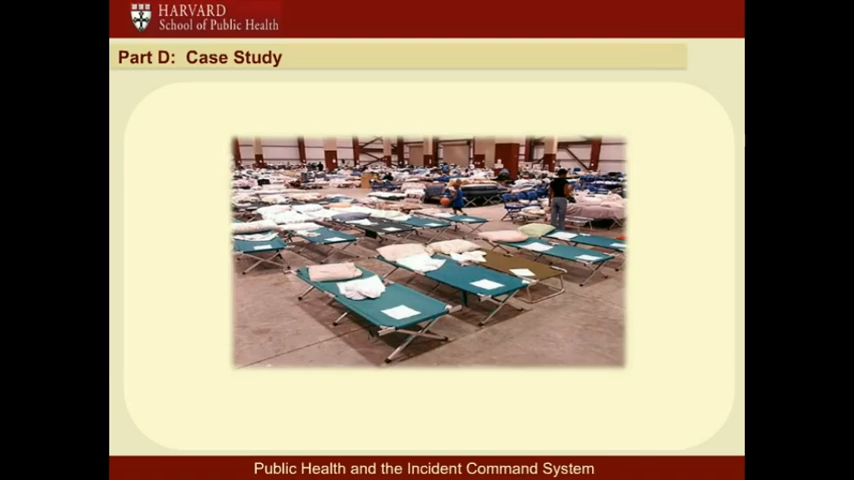 HARVARD
School of Public Health
Part D: Case Study
Public Health and the Incident Command System